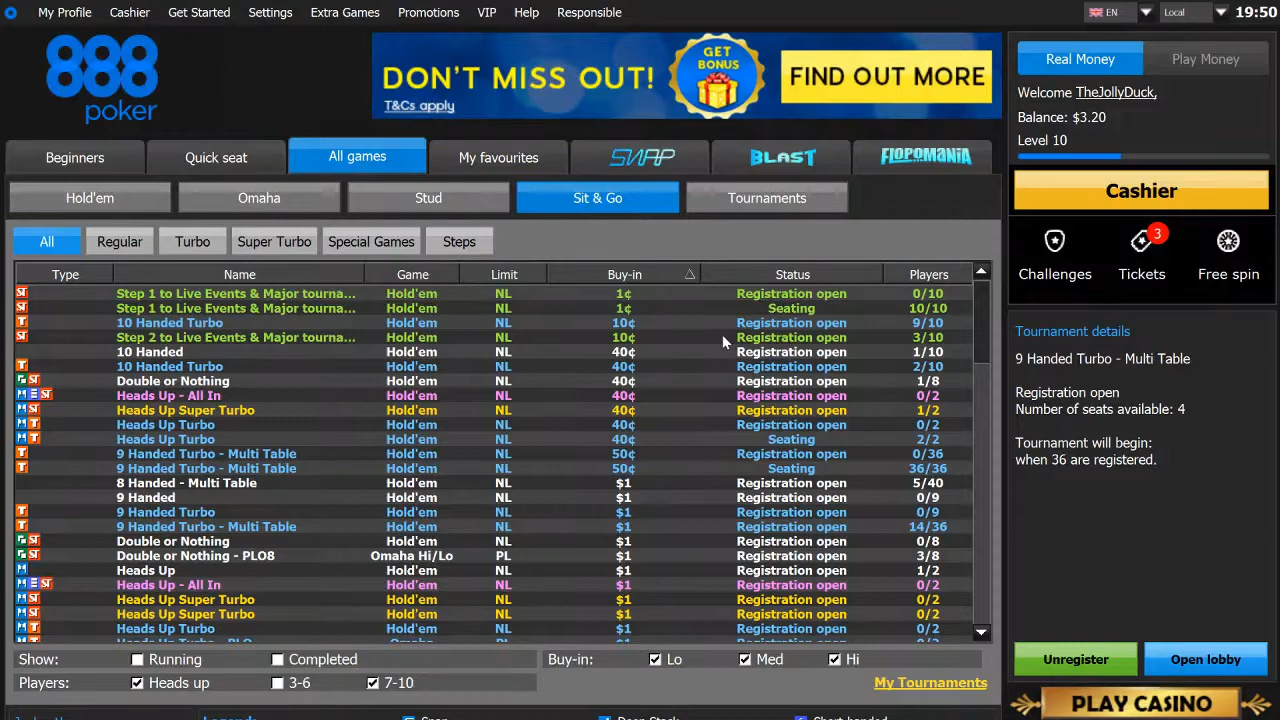 My Profile Cashier Get Started Settings Extra Games Promotions VIP Help Responsible EN Local 19:50
888
888
poker
DON'T MISS OUT!
T&Cs apply
GET
BONUS
FIND OUT MORE
Real Money Play Money
Welcome TheJollyDuck,
Balance: $3.20
Level 10
Cashier
3
Challenges Tickets Free spin
Beginners Quick seat All games My favourites SNAP BLAST FLOPOMANIA
Hold'em Omaha Stud Sit & Go Tournaments
All Regular Turbo Super Turbo Special Games Steps
Type Name Game Limit Buy-in Status Players
ST Step 1 to Live Events & Major tourna... Hold'em NL 1¢ Registration open 0/10
ST Step 1 to Live Events & Major tourna... Hold'em NL 1¢ Seating 10/10
T 10 Handed Turbo Hold'em NL 10¢ Registration open 9/10
ST Step 2 to Live Events & Major tourna... Hold'em NL 10¢ Registration open 3/10
10 Handed Hold'em NL 40¢ Registration open 1/10
T 10 Handed Turbo Hold'em NL 40¢ Registration open 2/10
ST Double or Nothing Hold'em NL 40¢ Registration open 1/8
ST Heads Up - All In Hold'em NL 40¢ Registration open 0/2
ST Heads Up Super Turbo Hold'em NL 40¢ Registration open 1/2
T Heads Up Turbo Hold'em NL 40¢ Registration open 0/2
T Heads Up Turbo Hold'em NL 40¢ Seating 2/2
T 9 Handed Turbo - Multi Table Hold'em NL 50¢ Registration open 0/36
T 9 Handed Turbo - Multi Table Hold'em NL 50¢ Seating 36/36
8 Handed - Multi Table Hold'em NL $1 Registration open 5/40
9 Handed Hold'em NL $1 Registration open 0/9
T 9 Handed Turbo Hold'em NL $1 Registration open 0/9
T 9 Handed Turbo - Multi Table Hold'em NL $1 Registration open 14/36
ST Double or Nothing Hold'em NL $1 Registration open 0/8
ST Double or Nothing - PLO8 Omaha Hi/Lo PL $1 Registration open 3/8
Heads Up Hold'em NL $1 Registration open 1/2
ST Heads Up - All In Hold'em NL $1 Registration open 0/2
ST Heads Up Super Turbo Hold'em NL $1 Registration open 0/2
ST Heads Up Super Turbo Hold'em NL $1 Registration open 0/2
T Heads Up Turbo Hold'em NL $1 Registration open 0/2
Tournament details
9 Handed Turbo - Multi Table
Registration open
Number of seats available: 4
Tournament will begin:
when 36 are registered.
Unregister Open lobby
Show: Running Completed Buy-in: Lo Med Hi
Players: Heads up 3-6 7-10 My Tournaments
PLAY CASINO